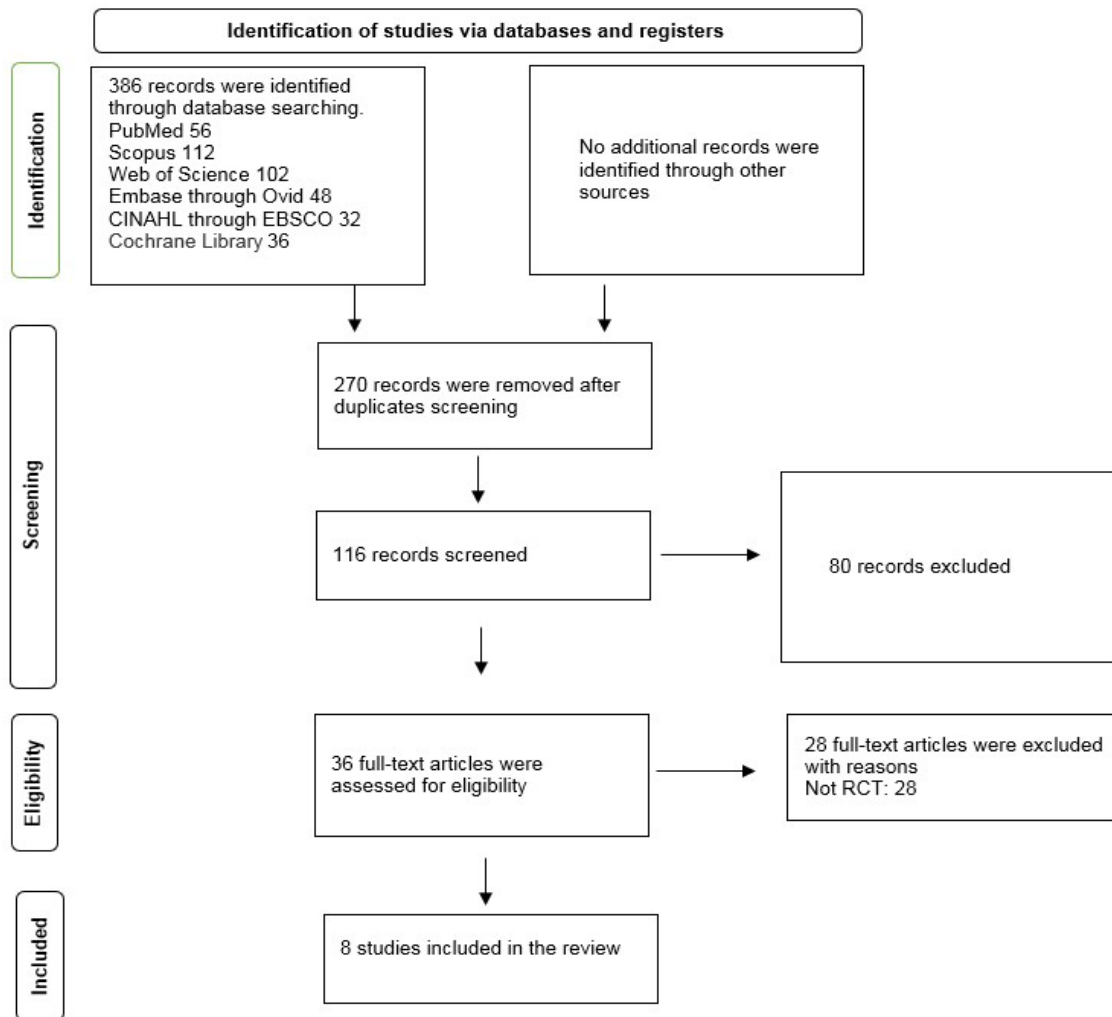 Identification of studies via databases and registers
Identification
386 records were identified
through database searching.
PubMed 56
Scopus 112
Web of Science 102
Embase through Ovid 48
CINAHL through EBSCO 32
Cochrane Library 36
No additional records were
identified through other
sources
Screening
270 records were removed after
duplicates screening
116 records screened
80 records excluded
Eligibility
36 full-text articles were
assessed for eligibility
28 full-text articles were excluded
with reasons
Not RCT: 28
Included
8 studies included in the review